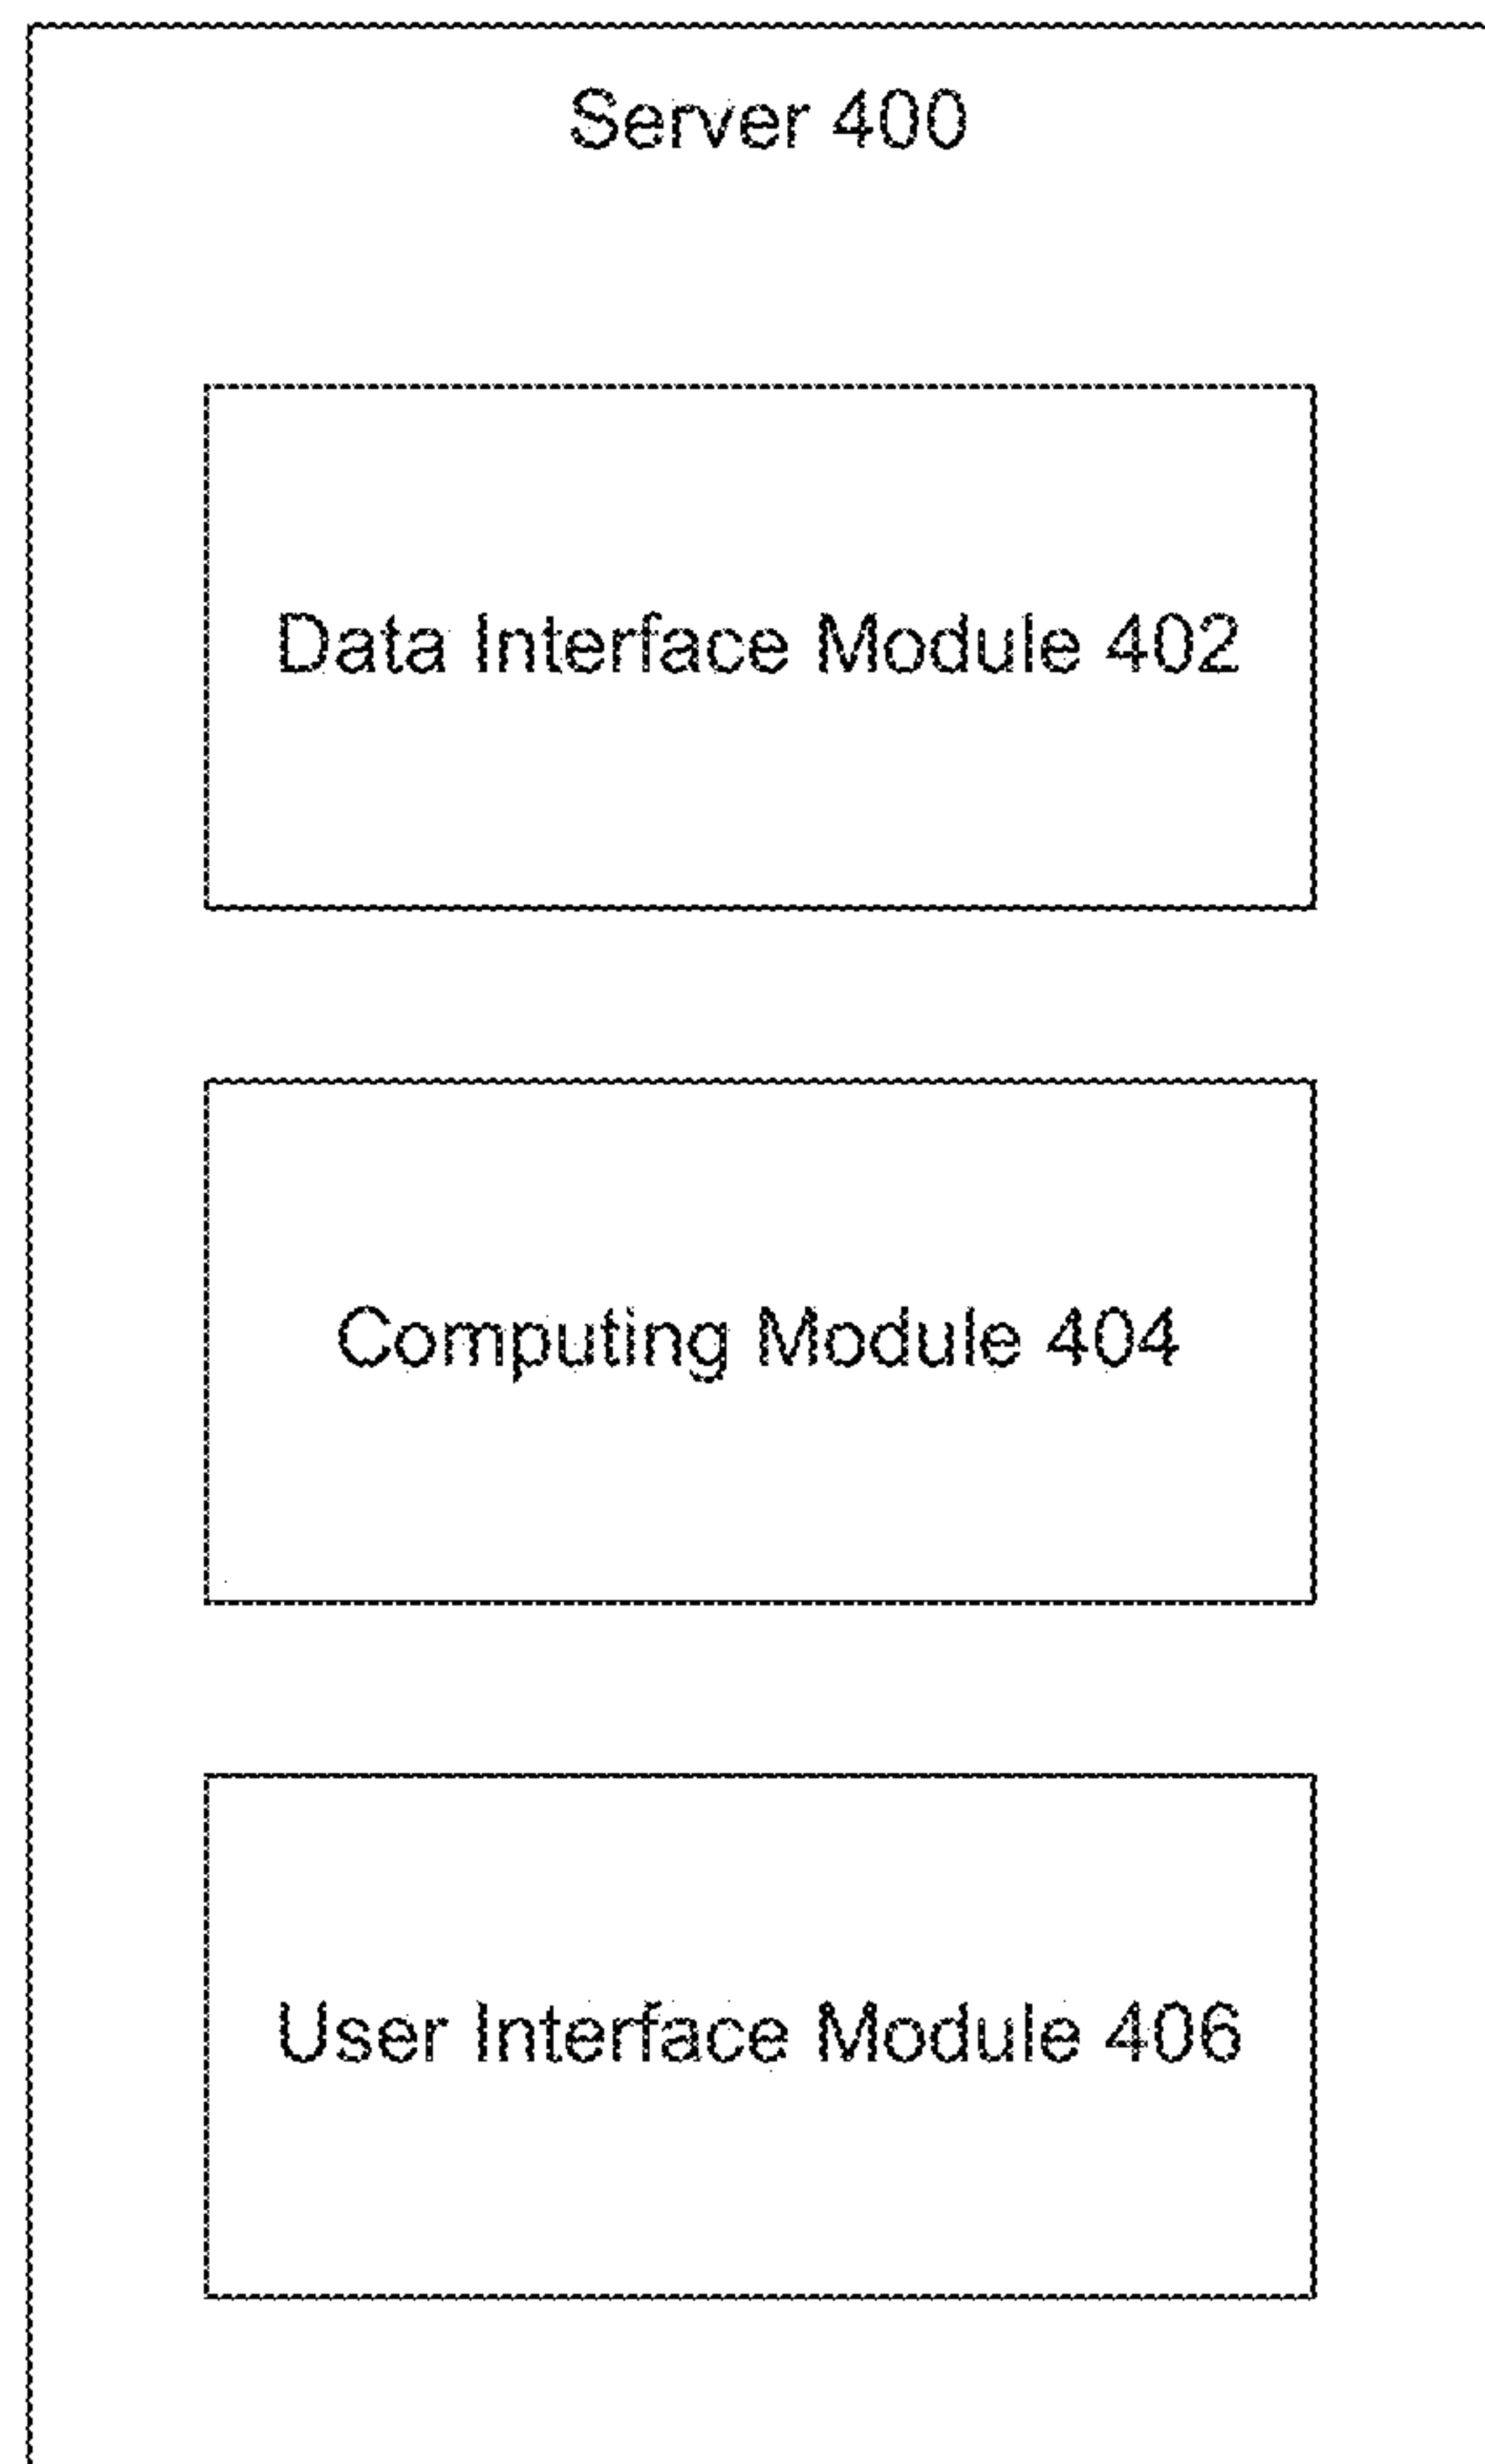 Server 400
Data Interface Module 402
Computing Module 404
User Interface Module 406